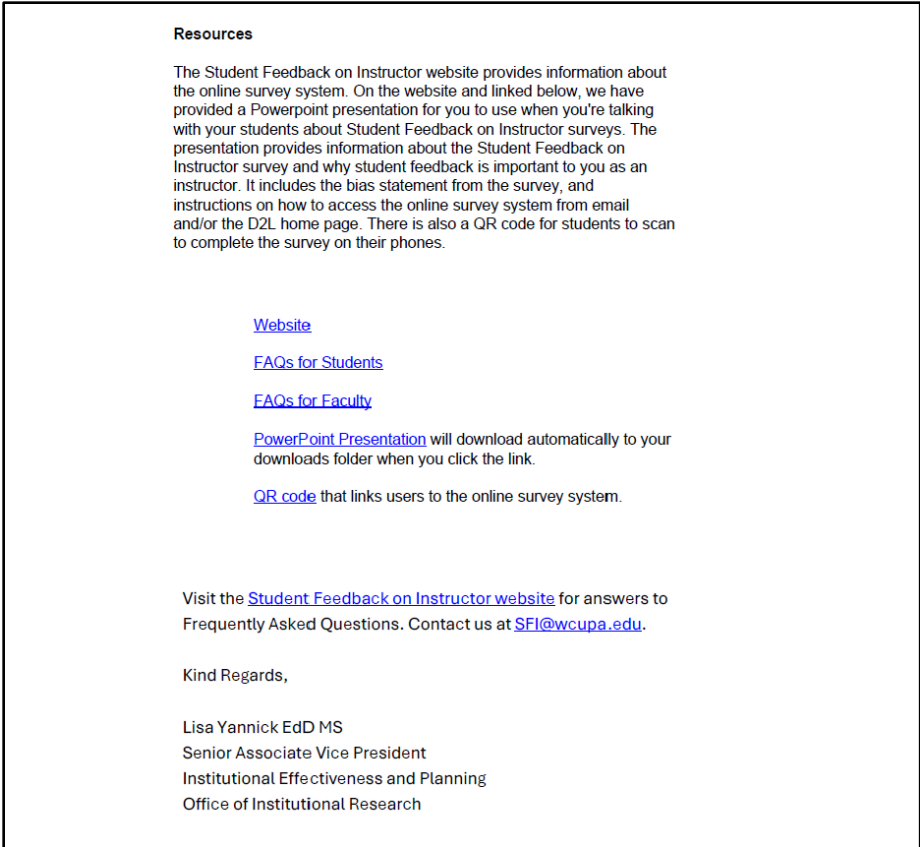 Resources
The Student Feedback on Instructor website provides information about
the online survey system. On the website and linked below, we have
provided a Powerpoint presentation for you to use when you're talking
with your students about Student Feedback on Instructor surveys. The
presentation provides information about the Student Feedback on
Instructor survey and why student feedback is important to you as an
instructor. It includes the bias statement from the survey, and
instructions on how to access the online survey system from email
and/or the D2L home page. There is also a QR code for students to scan
to complete the survey on their phones.
Website
FAQs for Students
FAQs for Faculty
PowerPoint Presentation will download automatically to your
downloads folder when you click the link.
QR code that links users to the online survey system.
Visit the Student Feedback on Instructor website for answers to
Frequently Asked Questions. Contact us at SFI@wcupa.edu.
Kind Regards,
Lisa Yannick EdD MS
Senior Associate Vice President
Institutional Effectiveness and Planning
Office of Institutional Research